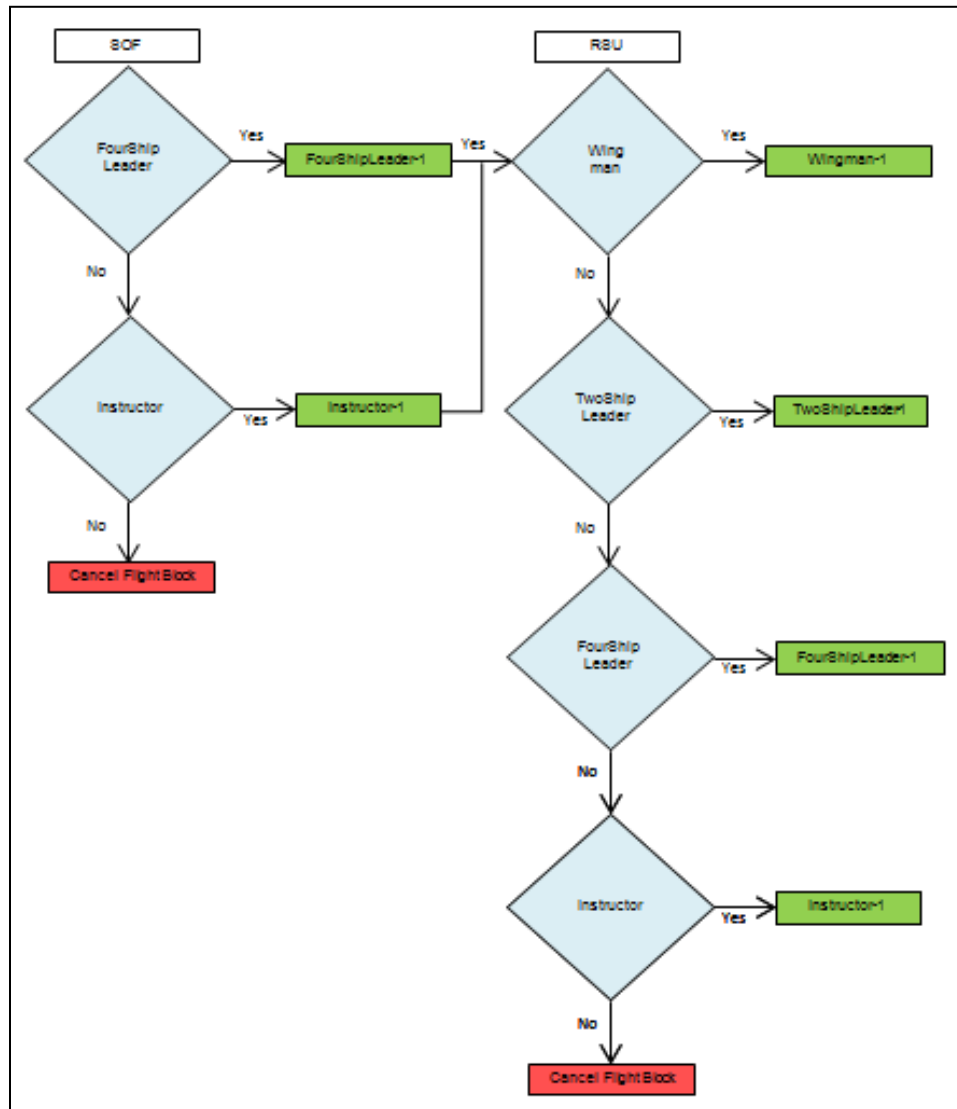 SOF
RSU
FourShip
Leader
Yes
FourShipLeader-1
Yes
Wing
man
Yes
Wingman-1
No
No
Instructor
Yes
Instructor-1
TwoShip
Leader
Yes
TwoShipLeader1
No
No
Cancel Flight Block
FourShip
Leader
Yes
FourShipLeader-1
No
Instructor
Yes
Instructor-1
No
Cancel Flight Block